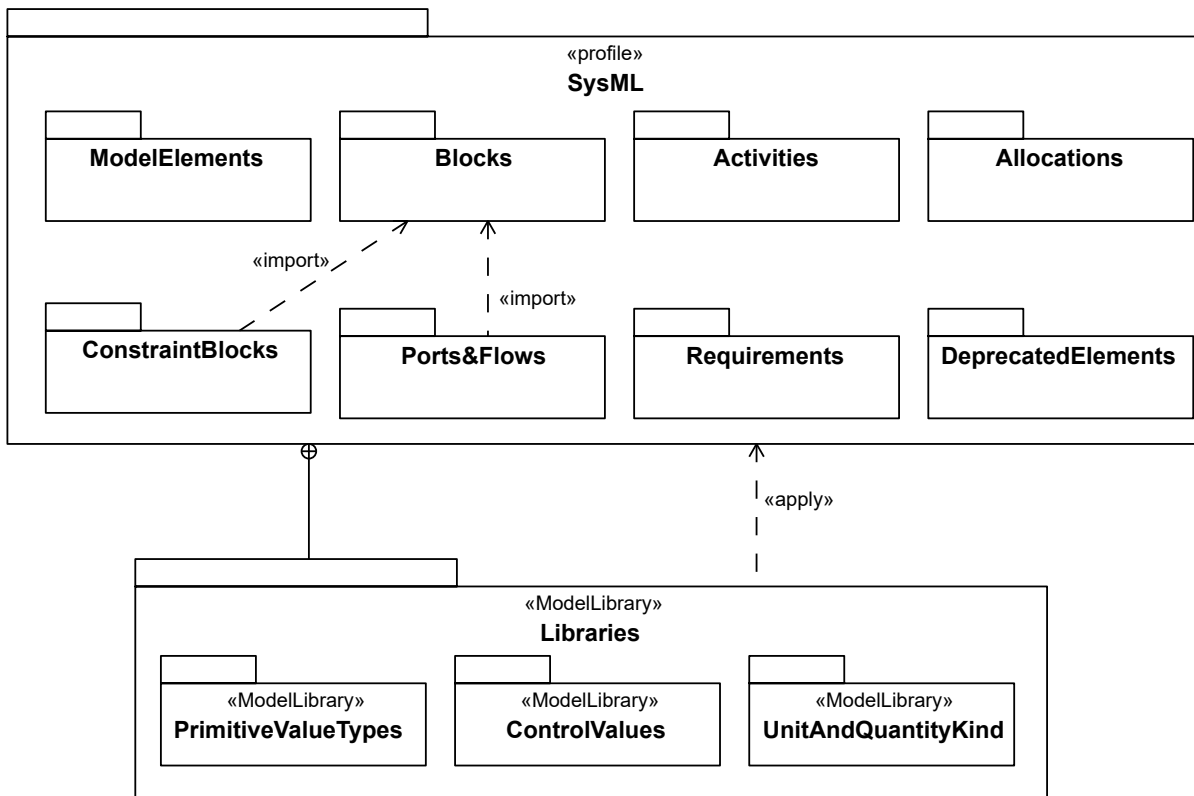 «profile»
SysML
ModelElements
Blocks
Activities
Allocations
«import»
«import»
ConstraintBlocks
Ports&Flows
Requirements
DeprecatedElements
«apply»
«ModelLibrary»
Libraries
«ModelLibrary»
PrimitiveValueTypes
«ModelLibrary»
ControlValues
«ModelLibrary»
UnitAndQuantityKind